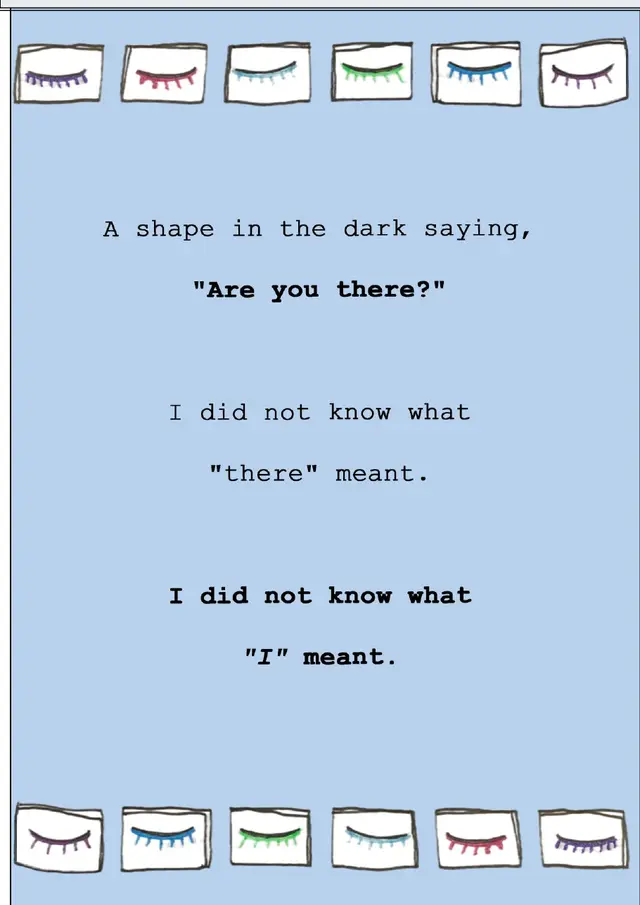 A shape in the dark saying,
"Are you there?"
I did not know what
"there" meant.
I did not know what
"I" meant.